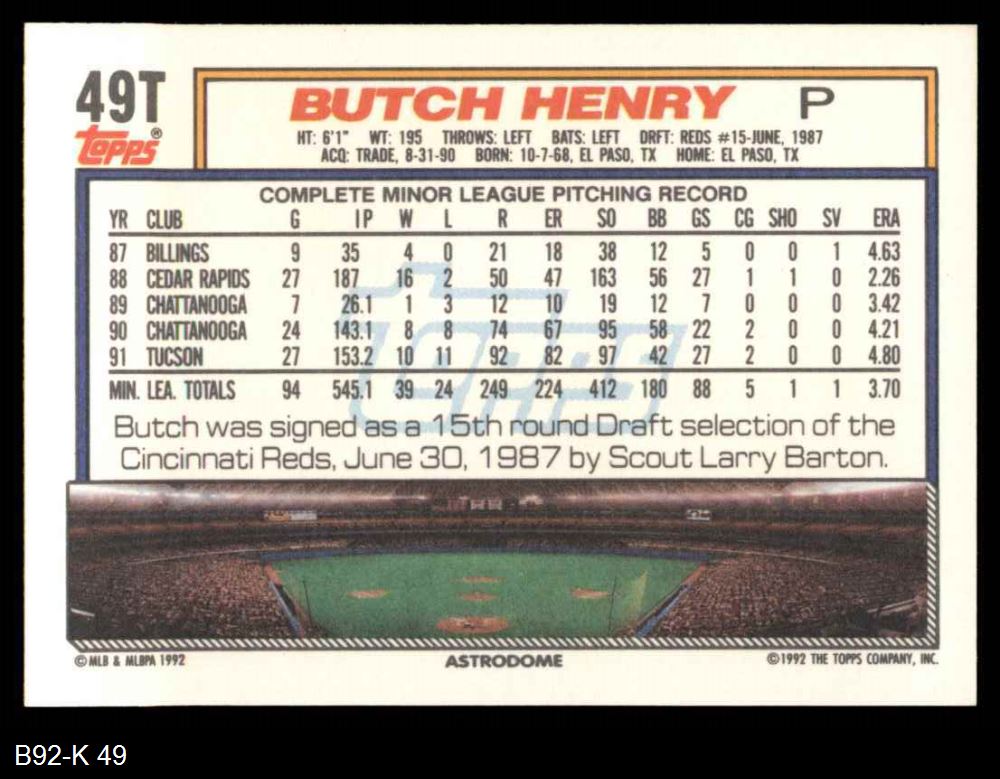 49T
Topps®
BUTCH HENRY P
HT: 6'1" WT: 195 THROWS: LEFT BATS: LEFT DRFT: REDS #15-JUNE, 1987
ACQ: TRADE, 8-31-90 BORN: 10-7-68, EL PASO, TX HOME: EL PASO, TX
COMPLETE MINOR LEAGUE PITCHING RECORD
YR CLUB G IP W L R ER SO BB GS CG SHO SV ERA
87 BILLINGS 9 35 4 0 21 18 38 12 5 0 0 1 4.63
88 CEDAR RAPIDS 27 187 16 2 50 47 163 56 27 1 1 0 2.26
89 CHATTANOOGA 7 26.1 1 3 12 10 19 12 7 0 0 0 3.42
90 CHATTANOOGA 24 143.1 8 8 74 67 95 58 22 2 0 0 4.21
91 TUCSON 27 153.2 10 11 92 82 97 42 27 2 0 0 4.80
MIN. LEA. TOTALS 94 545.1 39 24 249 224 412 180 88 5 1 1 3.70
Topps
Butch was signed as a 15th round Draft selection of the
Cincinnati Reds, June 30, 1987 by Scout Larry Barton.
© MLB & MLBPA 1992 ASTRODOME ©1992 THE TOPPS COMPANY, INC.
B92-K 49